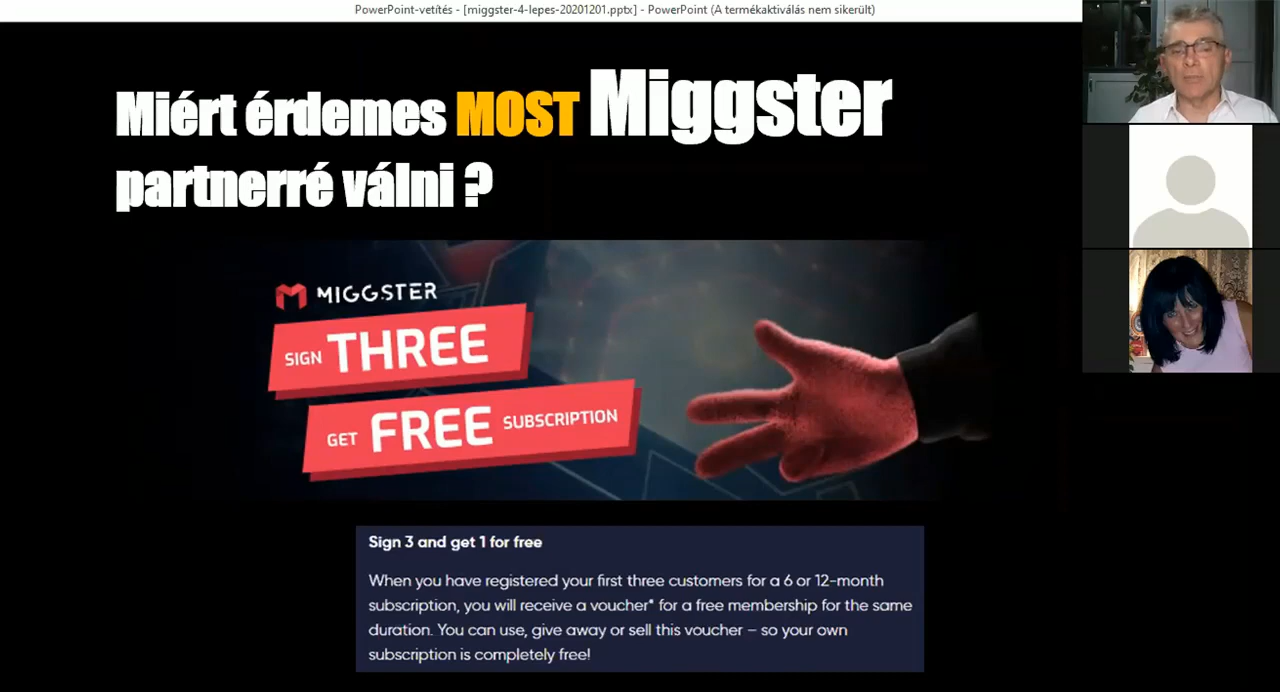 PowerPoint-vetítés - [miggster-4-lepes-20201201.pptx] - PowerPoint (A termékaktiválás nem sikerült)
Miért érdemes MOST Miggster
partnerré válni ?
MIGGSTER
SIGN THREE
GET FREE SUBSCRIPTION
Sign 3 and get 1 for free
When you have registered your first three customers for a 6 or 12-month
subscription, you will receive a voucher* for a free membership for the same
duration. You can use, give away or sell this voucher – so your own
subscription is completely free!